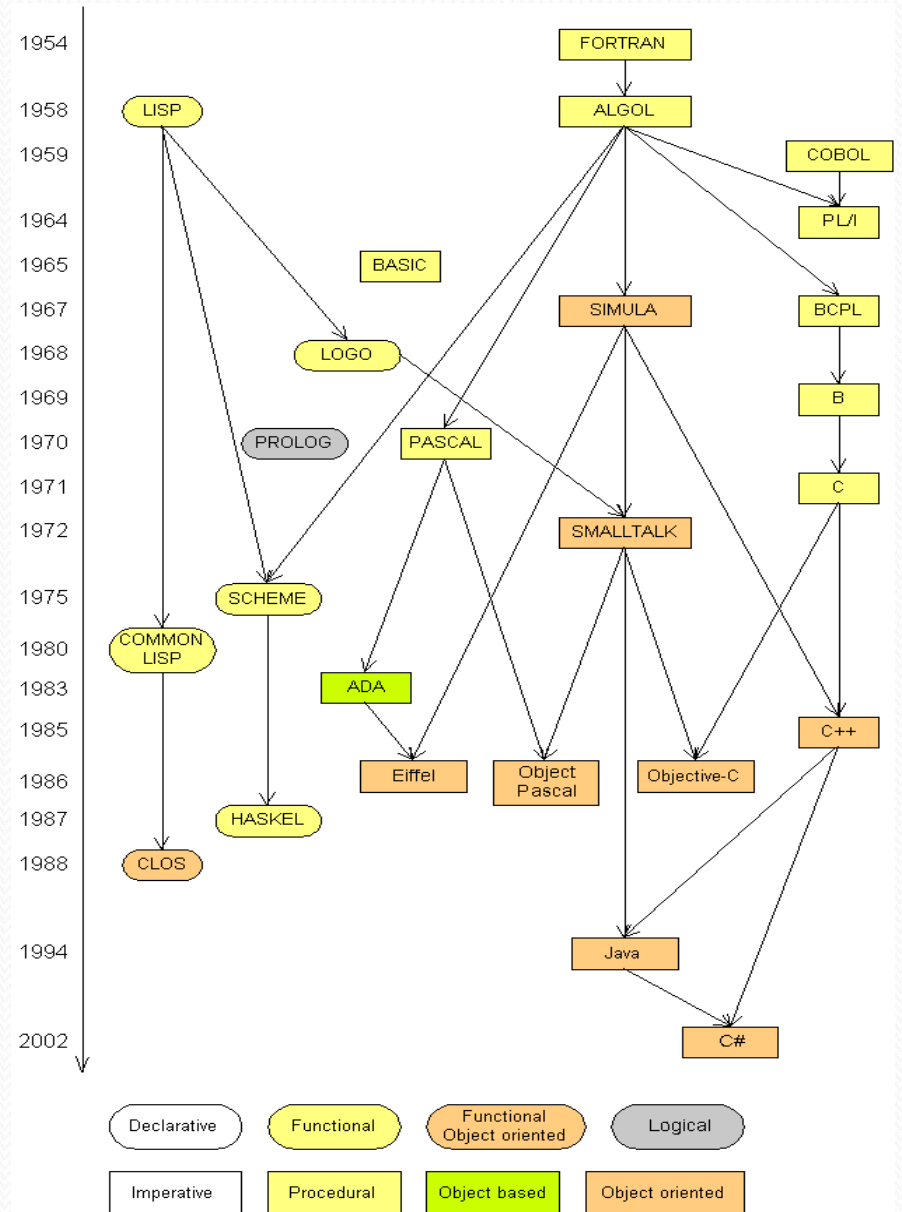 1954
FORTRAN
1958
LISP
ALGOL
1959
COBOL
1964
PL/I
1965
BASIC
1967
SIMULA
BCPL
1968
LOGO
1969
B
1970
PROLOG
PASCAL
1971
C
1972
SMALLTALK
1975
SCHEME
1980
COMMON
LISP
1983
ADA
1985
C++
1986
Eiffel
Object
Pascal
Objective-C
1987
HASKEL
1988
CLOS
1994
Java
2002
C#
Declarative
Functional
Functional
Object oriented
Logical
Imperative
Procedural
Object based
Object oriented